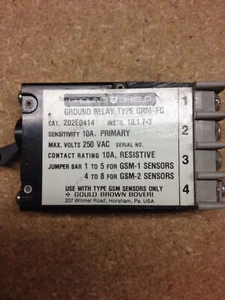 GROUND SHIELD
GROUND RELAY, TYPE GRM-FC
CAT. 202E0414 INSTR. 18.1.7-3
SENSITIVITY 10A. PRIMARY
MAX. VOLTS 250 VAC SERIAL NO.
CONTACT RATING 10A, RESISTIVE
JUMPER BAR 1 TO 5 FOR GSM-1 SENSORS
4 TO 8 FOR GSM-2 SENSORS
USE WITH TYPE GSM SENSORS ONLY
GOULD BROWN BOVERI
207 Witmer Road, Horsham, Pa. USA
1
2
3
4